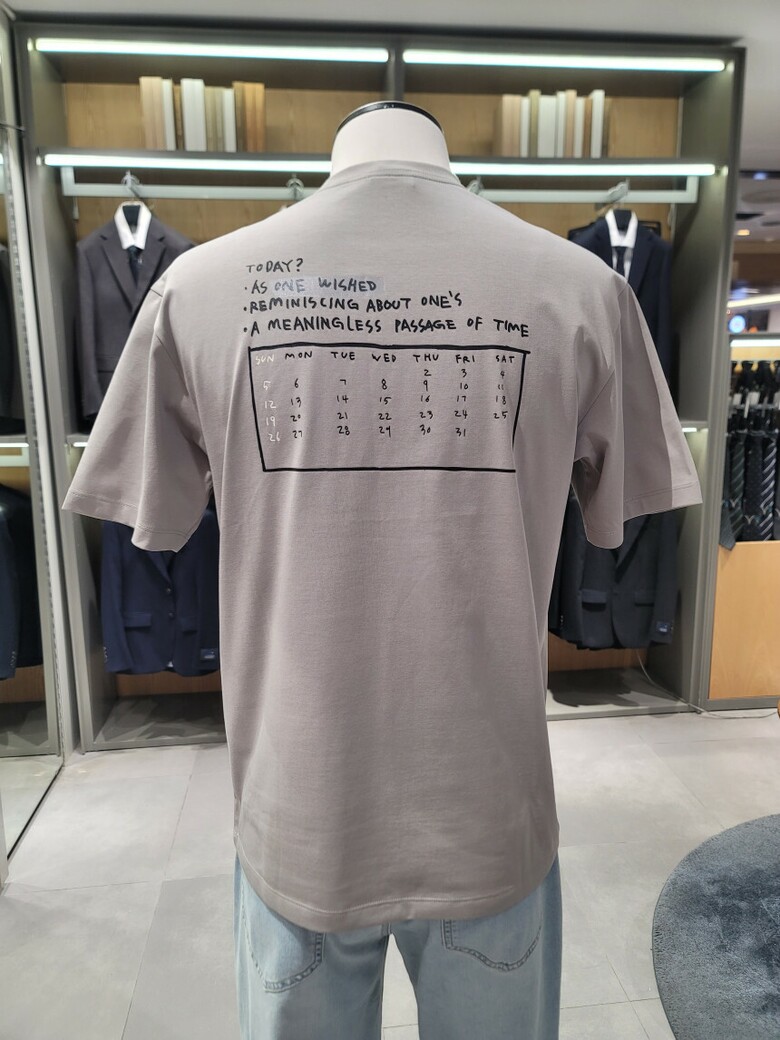 TODAY?
· AS ONE WISHED
· REMINISCING ABOUT ONE'S
· A MEANINGLESS PASSAGE OF TIME
SUN MON TUE WED THU FRI SAT
2 3 4
5 6 7 8 9 10 11
12 13 14 15 16 17 18
19 20 21 22 23 24 25
26 27 28 29 30 31